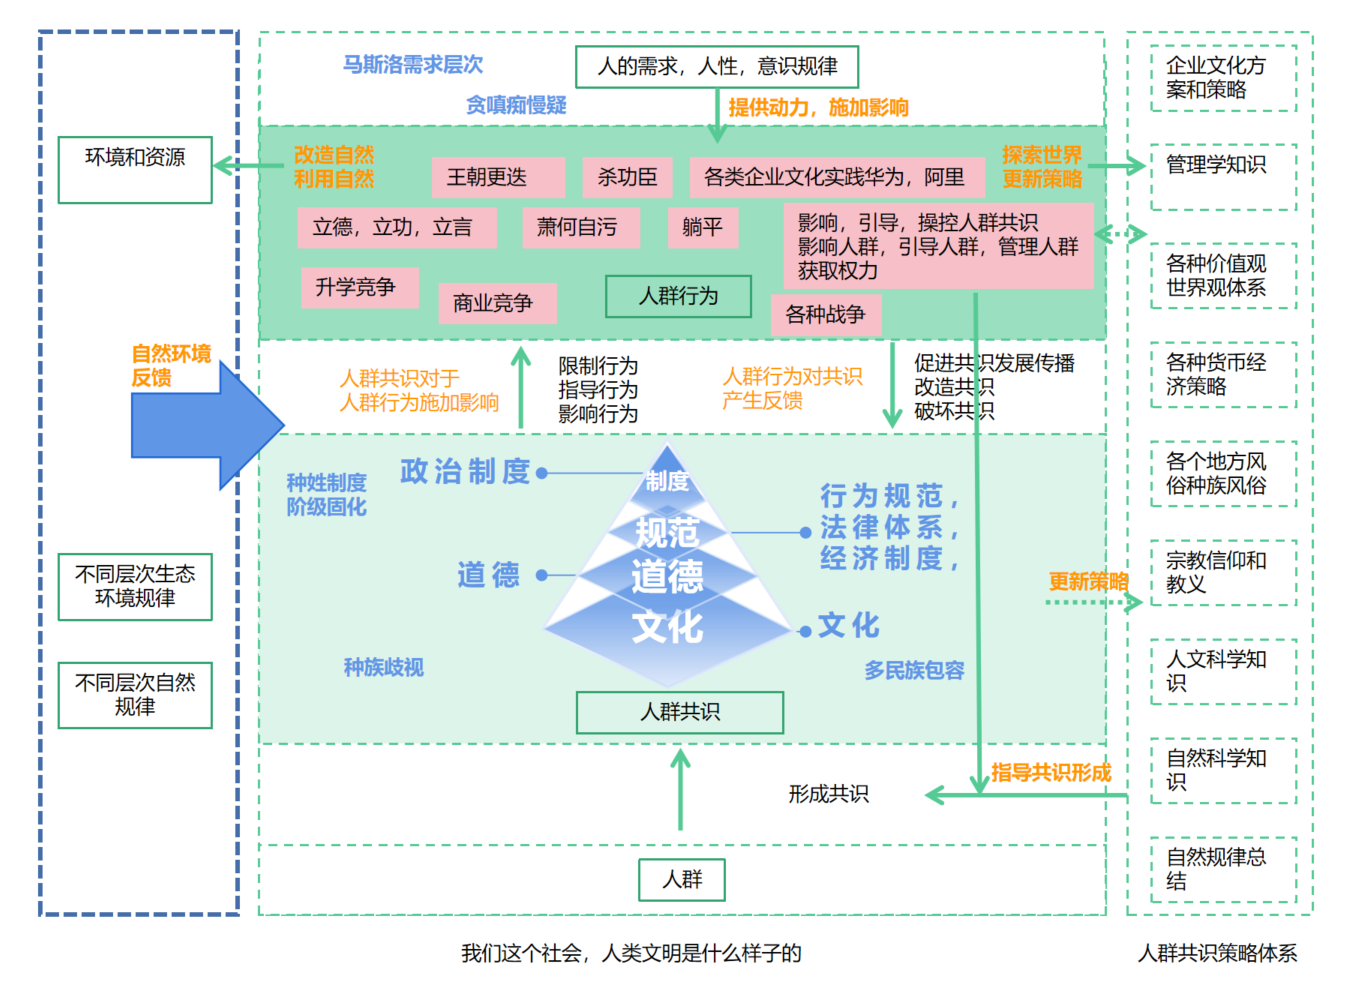 马斯洛需求层次
人的需求，人性，意识规律
贪嗔痴慢疑
提供动力，施加影响
环境和资源
改造自然
利用自然
王朝更迭
杀功臣
各类企业文化实践华为，阿里
探索世界
更新策略
立德，立功，立言
萧何自污
躺平
影响，引导，操控人群共识
影响人群，引导人群，管理人群
获取权力
升学竞争
商业竞争
人群行为
各种战争
自然环境
反馈
人群共识对于
人群行为施加影响
限制行为
指导行为
影响行为
人群行为对共识
产生反馈
促进共识发展传播
改造共识
破坏共识
种姓制度
阶级固化
政治制度
制度
规范
道德
文化
行为规范，
法律体系，
经济制度，
道德
文化
种族歧视
多民族包容
人群共识
更新策略
不同层次生态
环境规律
不同层次自然
规律
形成共识
指导共识形成
人群
我们这个社会，人类文明是什么样子的
企业文化方
案和策略
管理学知识
各种价值观
世界观体系
各种货币经
济策略
各个地方风
俗种族风俗
宗教信仰和
教义
人文科学知
识
自然科学知
识
自然规律总
结
人群共识策略体系